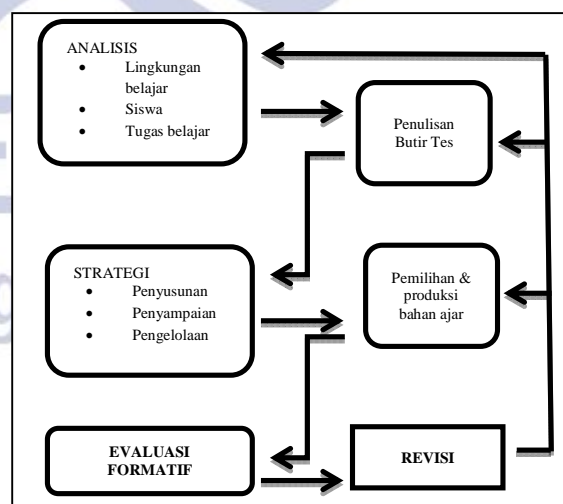 ANALISIS
• Lingkungan
belajar
• Siswa
• Tugas belajar
Penulisan
Butir Tes
STRATEGI
• Penyusunan
• Penyampaian
• Pengelolaan
Pemilihan &
produksi
bahan ajar
EVALUASI
FORMATIF
REVISI